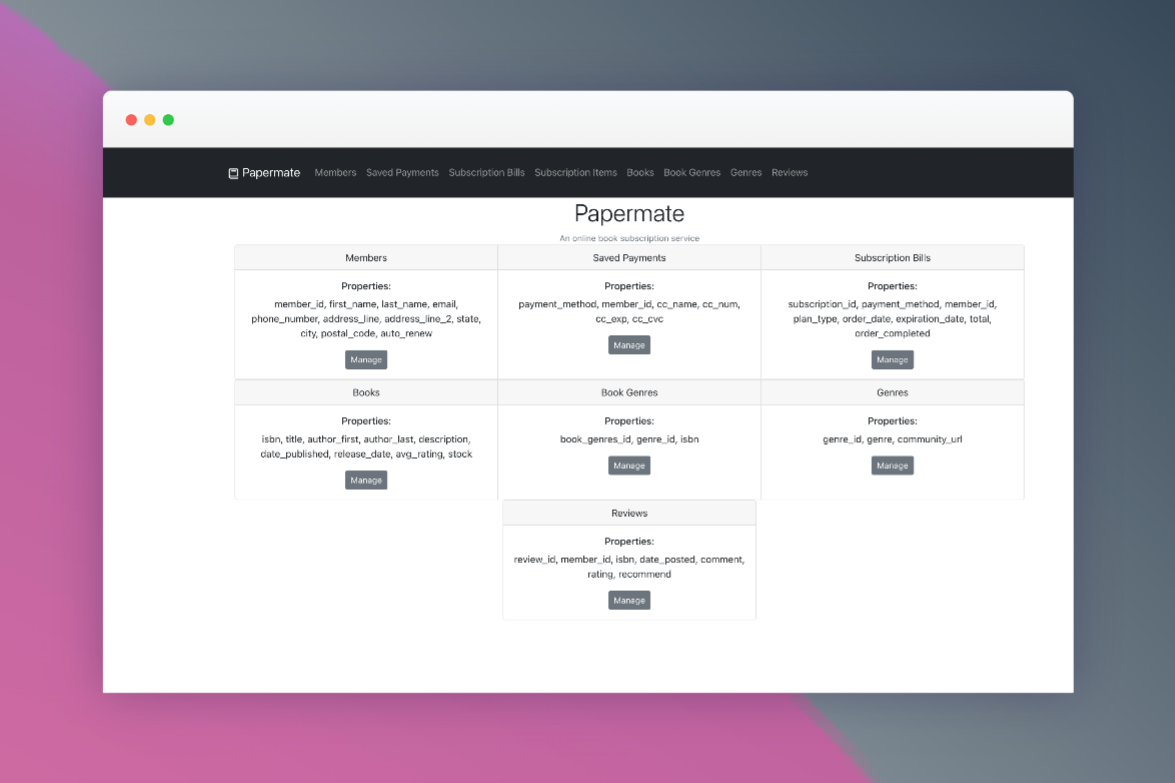 Papermate Members Saved Payments Subscription Bills Subscription Items Books Book Genres Genres Reviews
Papermate
An online book subscription service
Members
Properties:
member_id, first_name, last_name, email,
phone_number, address_line, address_line_2, state,
city, postal_code, auto_renew
Manage
Saved Payments
Properties:
payment_method, member_id, cc_name, cc_num,
cc_exp, cc_cvc
Manage
Subscription Bills
Properties:
subscription_id, payment_method, member_id,
plan_type, order_date, expiration_date, total,
order_completed
Manage
Books
Properties:
isbn, title, author_first, author_last, description,
date_published, release_date, avg_rating, stock
Manage
Book Genres
Properties:
book_genres_id, genre_id, isbn
Manage
Genres
Properties:
genre_id, genre, community_url
Manage
Reviews
Properties:
review_id, member_id, isbn, date_posted, comment,
rating, recommend
Manage